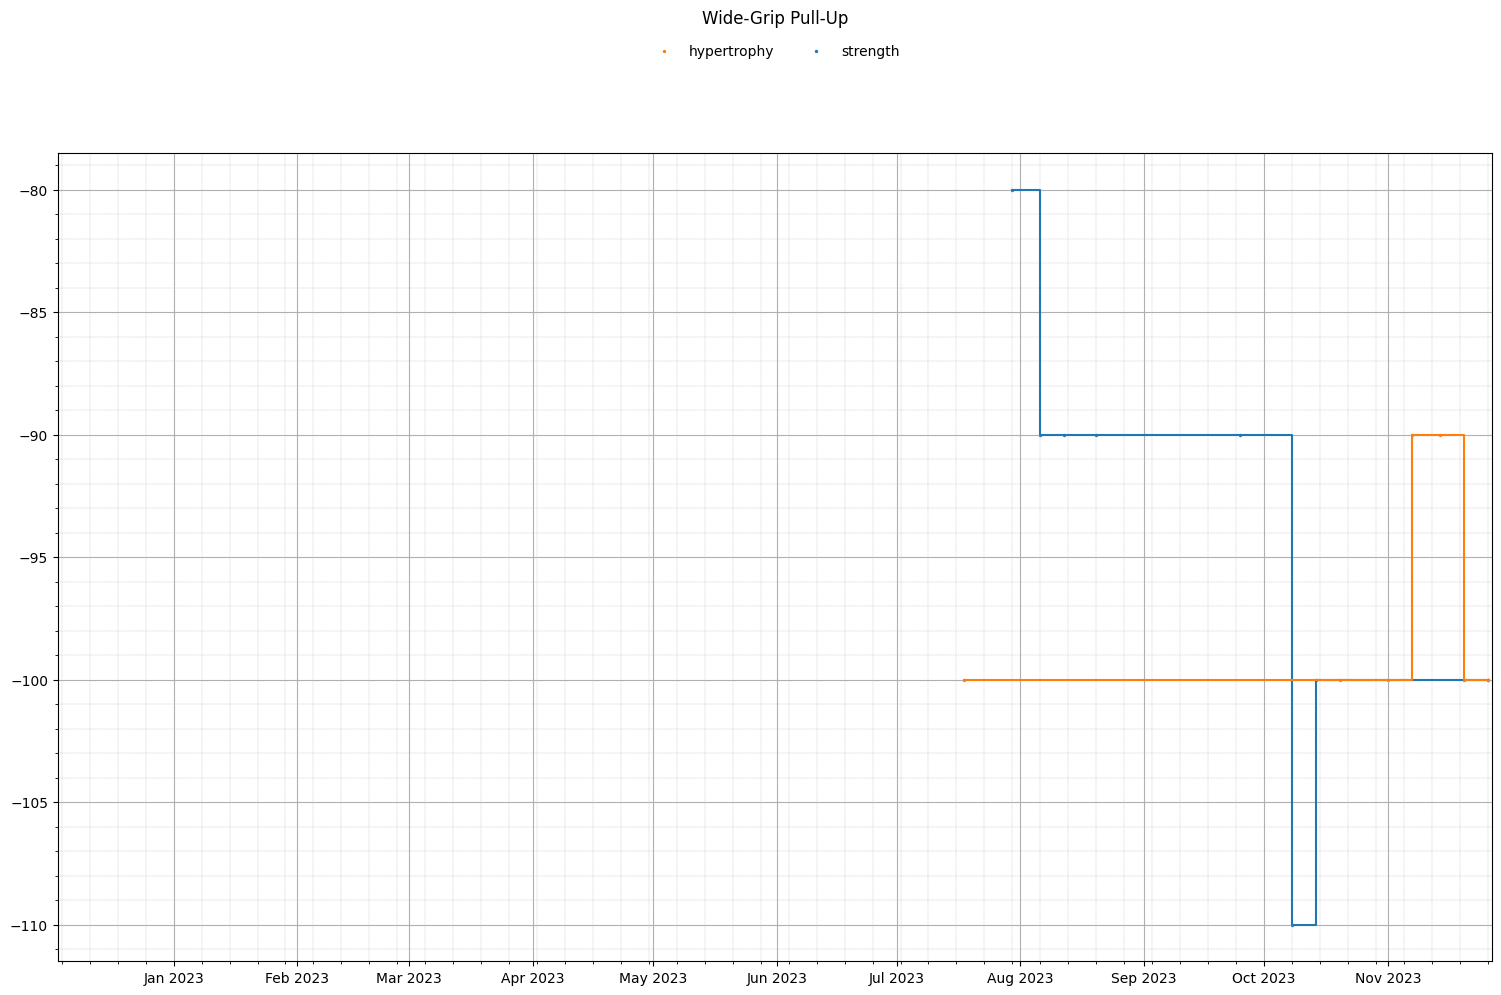 Wide-Grip Pull-Up
hypertrophy strength
−80
−85
−90
−95
−100
−105
−110
Jan 2023 Feb 2023 Mar 2023 Apr 2023 May 2023 Jun 2023 Jul 2023 Aug 2023 Sep 2023 Oct 2023 Nov 2023